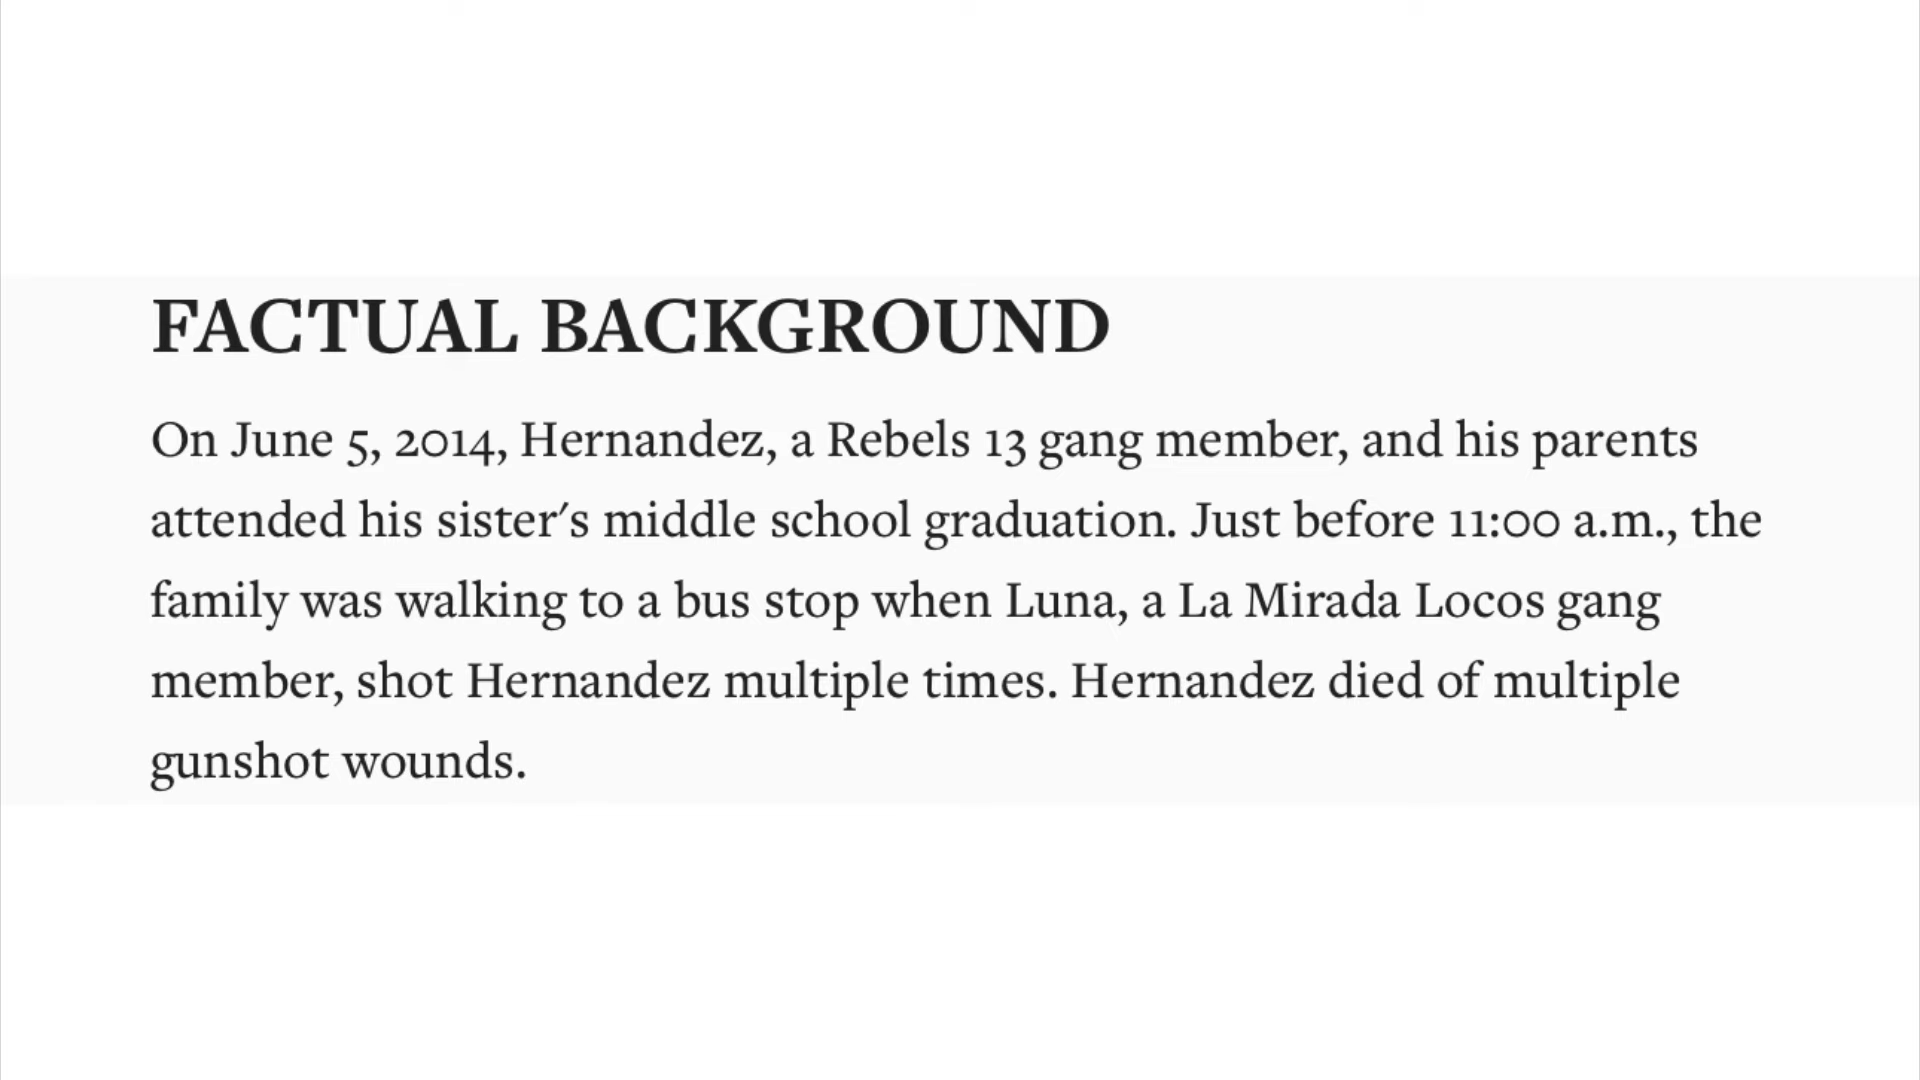 FACTUAL BACKGROUND
On June 5, 2014, Hernandez, a Rebels 13 gang member, and his parents
attended his sister's middle school graduation. Just before 11:00 a.m., the
family was walking to a bus stop when Luna, a La Mirada Locos gang
member, shot Hernandez multiple times. Hernandez died of multiple
gunshot wounds.